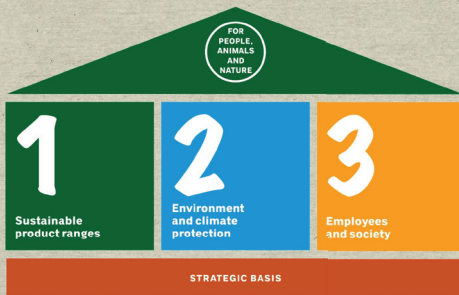 FOR
PEOPLE,
ANIMALS
AND
NATURE
1
Sustainable
product ranges
2
Environment
and climate
protection
3
Employees
and society
STRATEGIC BASIS